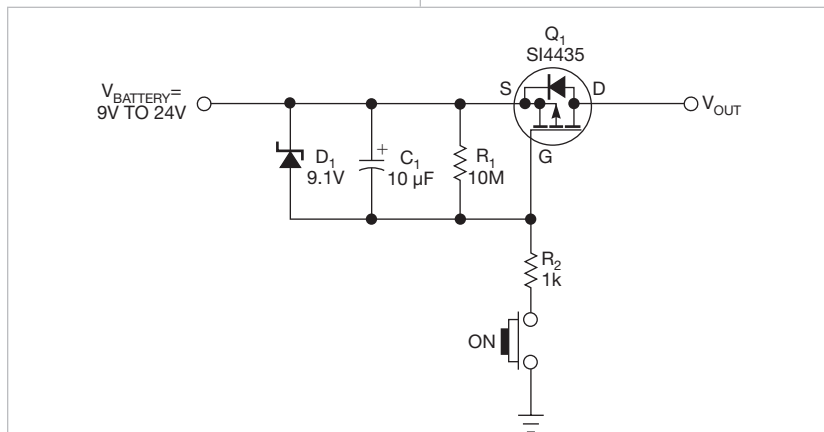 Q₁
SI4435
V_BATTERY=
9V TO 24V
S
D
V_OUT
D₁
9.1V
+
C₁
10 µF
R₁
10M
G
R₂
1k
ON